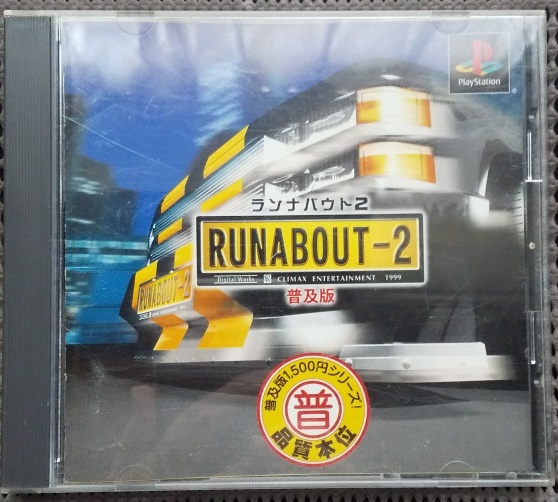 PlayStation
ランナバウト2
RUNABOUT-2
Digital Works CLIMAX ENTERTAINMENT 1999
普及版
RUNABOUT-2
普及版1,500円シリーズ!
普
品質本位